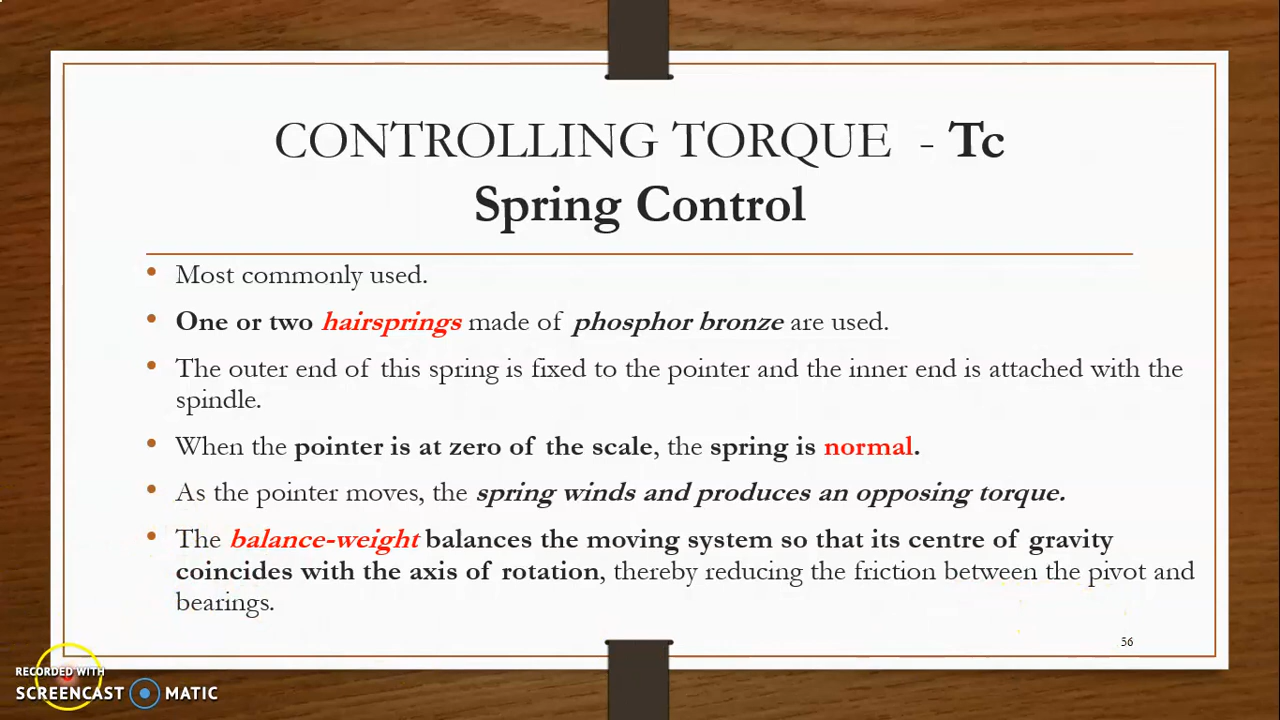 CONTROLLING TORQUE - Tc
Spring Control
• Most commonly used.
• One or two hairsprings made of phosphor bronze are used.
• The outer end of this spring is fixed to the pointer and the inner end is attached with the
spindle.
• When the pointer is at zero of the scale, the spring is normal.
• As the pointer moves, the spring winds and produces an opposing torque.
• The balance-weight balances the moving system so that its centre of gravity
coincides with the axis of rotation, thereby reducing the friction between the pivot and
bearings.
56
RECORDED WITH
SCREENCAST MATIC